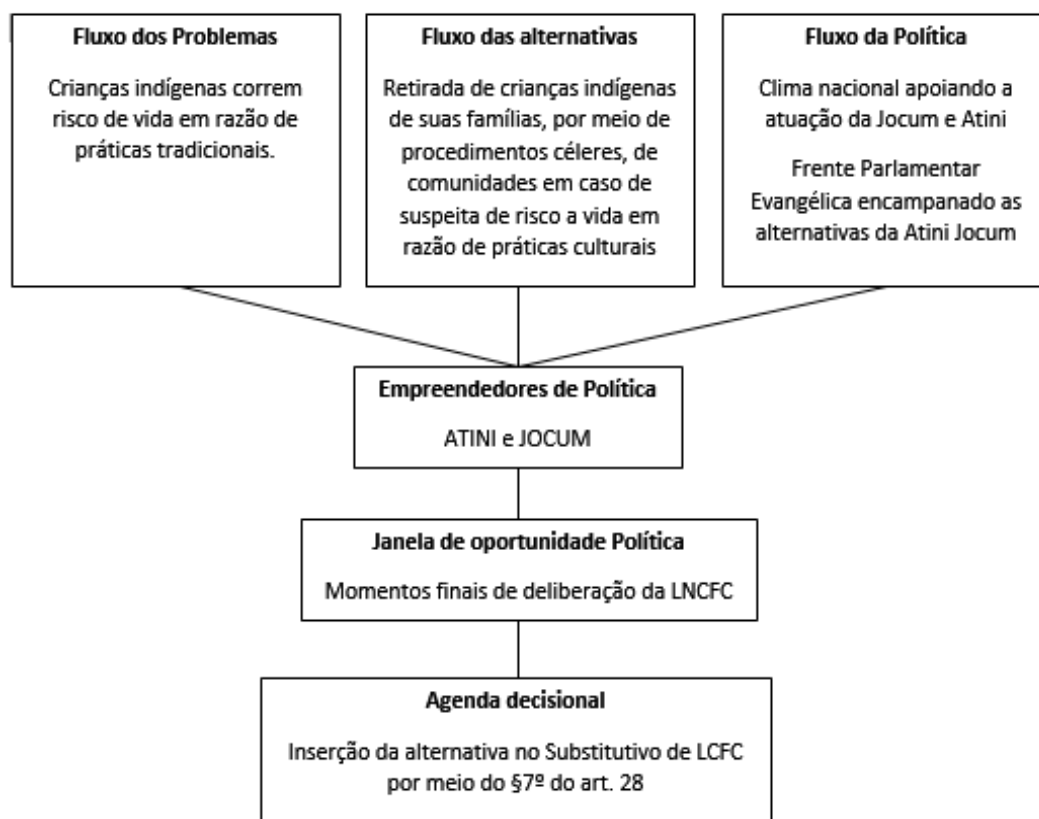 Fluxo dos Problemas
Crianças indígenas correm
risco de vida em razão de
práticas tradicionais.
Fluxo das alternativas
Retirada de crianças indígenas
de suas famílias, por meio de
procedimentos céleres, de
comunidades em caso de
suspeita de risco a vida em
razão de práticas culturais
Fluxo da Política
Clima nacional apoiando a
atuação da Jocum e Atini
Frente Parlamentar
Evangélica encampanado as
alternativas da Atini Jocum
Empreendedores de Política
ATINI e JOCUM
Janela de oportunidade Política
Momentos finais de deliberação da LNCFC
Agenda decisional
Inserção da alternativa no Substitutivo de LCFC
por meio do §7º do art. 28